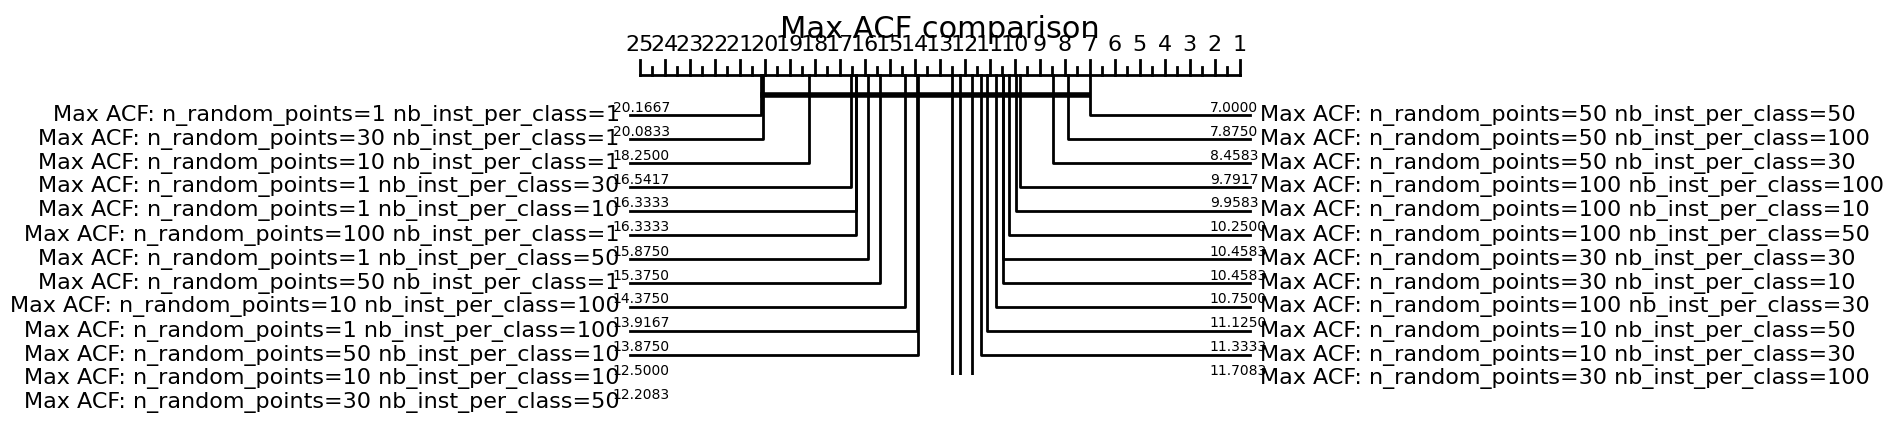 Max ACF comparison
25 24 23 22 21 20 19 18 17 16 15 14 13 12 11 10 9 8 7 6 5 4 3 2 1
Max ACF: n_random_points=1 nb_inst_per_class=1 20.1667 7.0000 Max ACF: n_random_points=50 nb_inst_per_class=50
Max ACF: n_random_points=30 nb_inst_per_class=1 20.0833 7.8750 Max ACF: n_random_points=50 nb_inst_per_class=100
Max ACF: n_random_points=10 nb_inst_per_class=1 18.2500 8.4583 Max ACF: n_random_points=50 nb_inst_per_class=30
Max ACF: n_random_points=1 nb_inst_per_class=30 16.5417 9.7917 Max ACF: n_random_points=100 nb_inst_per_class=100
Max ACF: n_random_points=1 nb_inst_per_class=10 16.3333 9.9583 Max ACF: n_random_points=100 nb_inst_per_class=10
Max ACF: n_random_points=100 nb_inst_per_class=1 16.3333 10.2500 Max ACF: n_random_points=100 nb_inst_per_class=50
Max ACF: n_random_points=1 nb_inst_per_class=50 15.8750 10.4583 Max ACF: n_random_points=30 nb_inst_per_class=30
Max ACF: n_random_points=50 nb_inst_per_class=1 15.3750 10.4583 Max ACF: n_random_points=30 nb_inst_per_class=10
Max ACF: n_random_points=10 nb_inst_per_class=100 14.3750 10.7500 Max ACF: n_random_points=100 nb_inst_per_class=30
Max ACF: n_random_points=1 nb_inst_per_class=100 13.9167 11.1250 Max ACF: n_random_points=10 nb_inst_per_class=50
Max ACF: n_random_points=50 nb_inst_per_class=10 13.8750 11.3333 Max ACF: n_random_points=10 nb_inst_per_class=30
Max ACF: n_random_points=10 nb_inst_per_class=10 12.5000 11.7083 Max ACF: n_random_points=30 nb_inst_per_class=100
Max ACF: n_random_points=30 nb_inst_per_class=50 12.2083